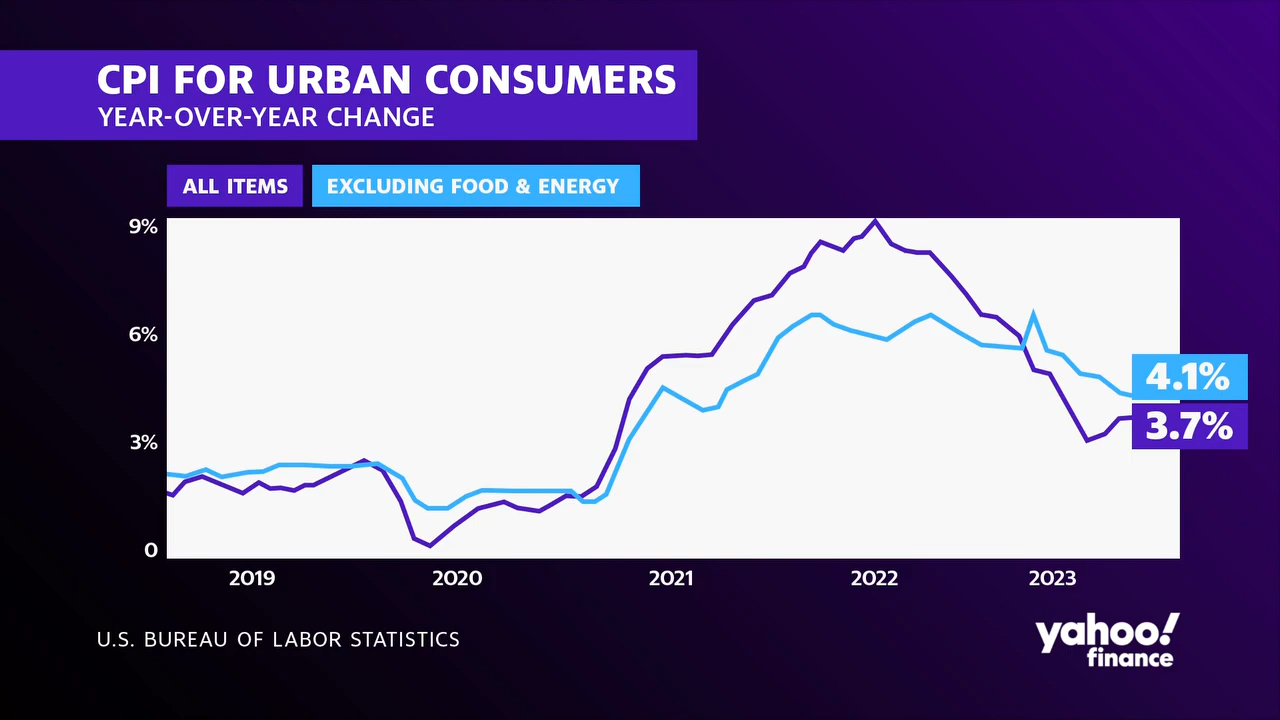 CPI FOR URBAN CONSUMERS
YEAR-OVER-YEAR CHANGE
ALL ITEMS
EXCLUDING FOOD & ENERGY
9%
6%
3%
0
4.1%
3.7%
2019 2020 2021 2022 2023
U.S. BUREAU OF LABOR STATISTICS
yahoo!
finance